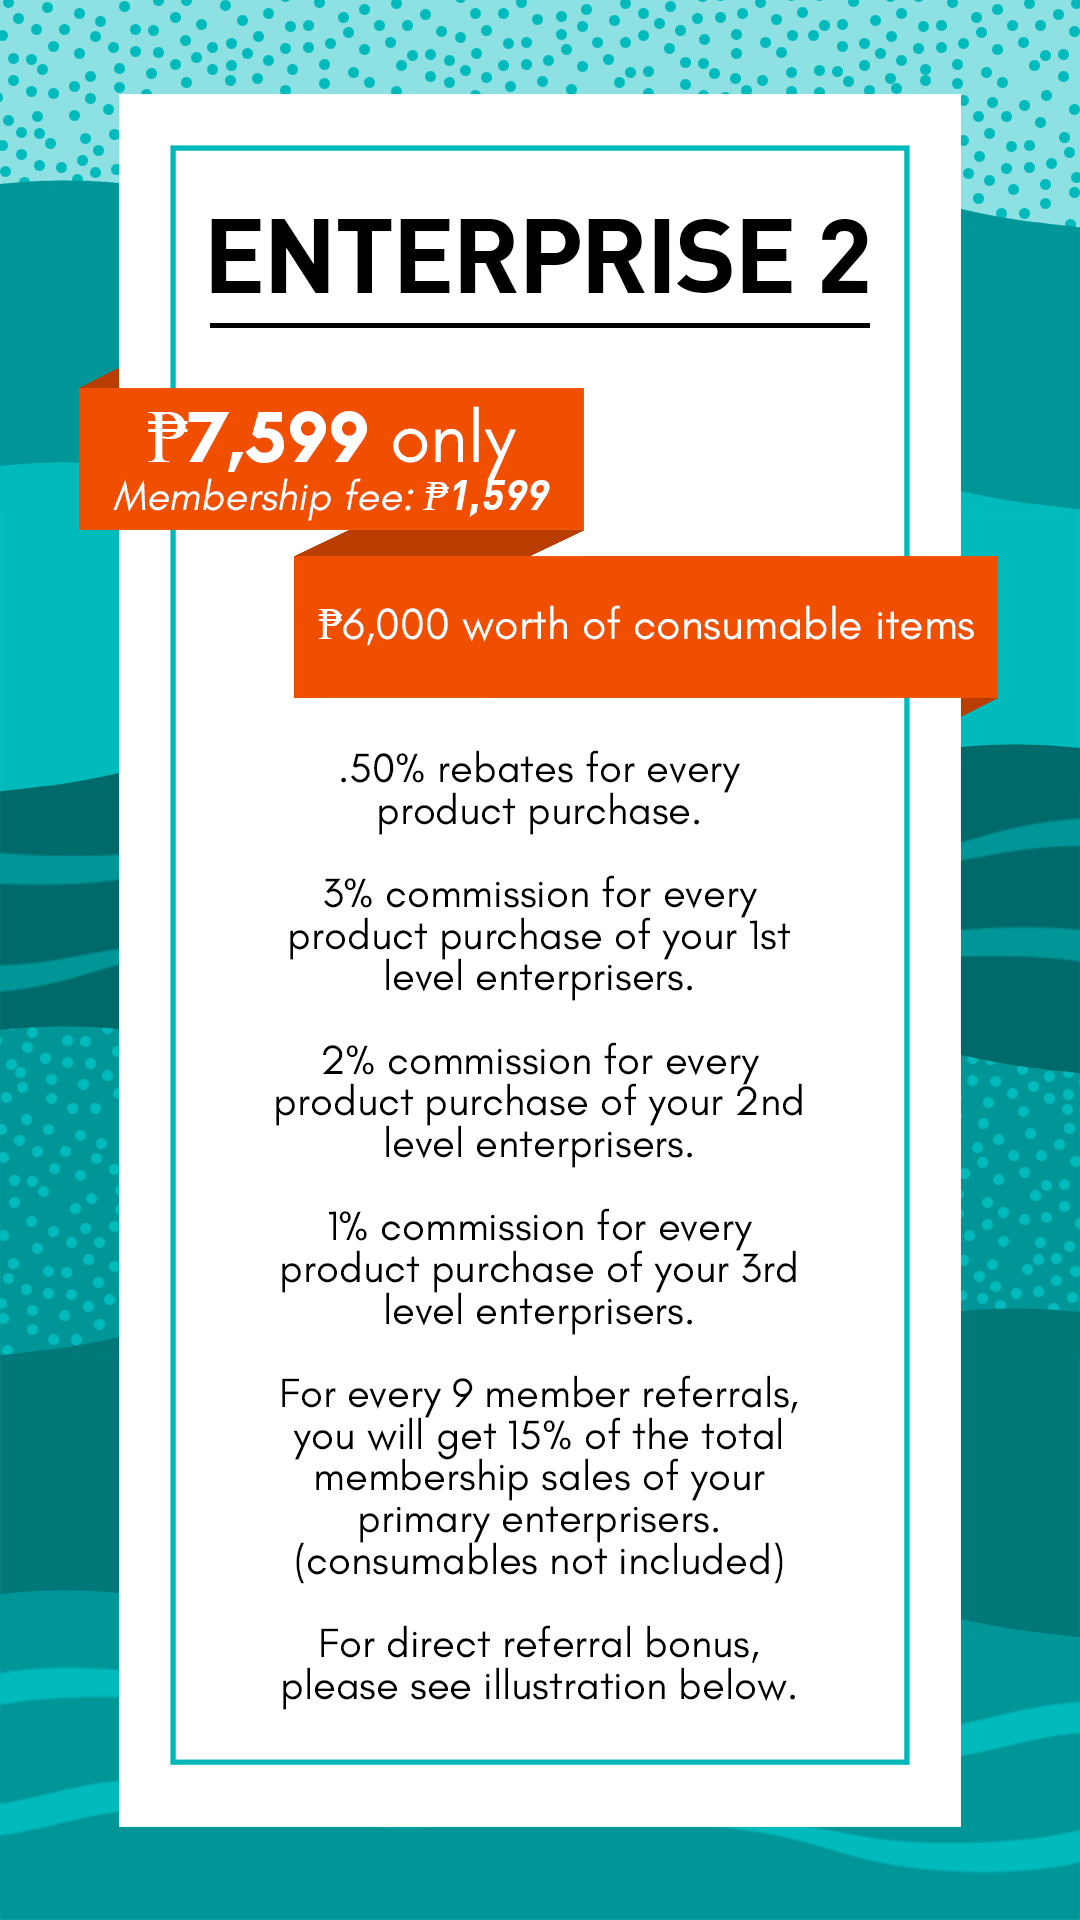 ENTERPRISE 2
₱7,599 only
Membership fee: ₱1,599
₱6,000 worth of consumable items
.50% rebates for every
product purchase.
3% commission for every
product purchase of your 1st
level enterprisers.
2% commission for every
product purchase of your 2nd
level enterprisers.
1% commission for every
product purchase of your 3rd
level enterprisers.
For every 9 member referrals,
you will get 15% of the total
membership sales of your
primary enterprisers.
(consumables not included)
For direct referral bonus,
please see illustration below.